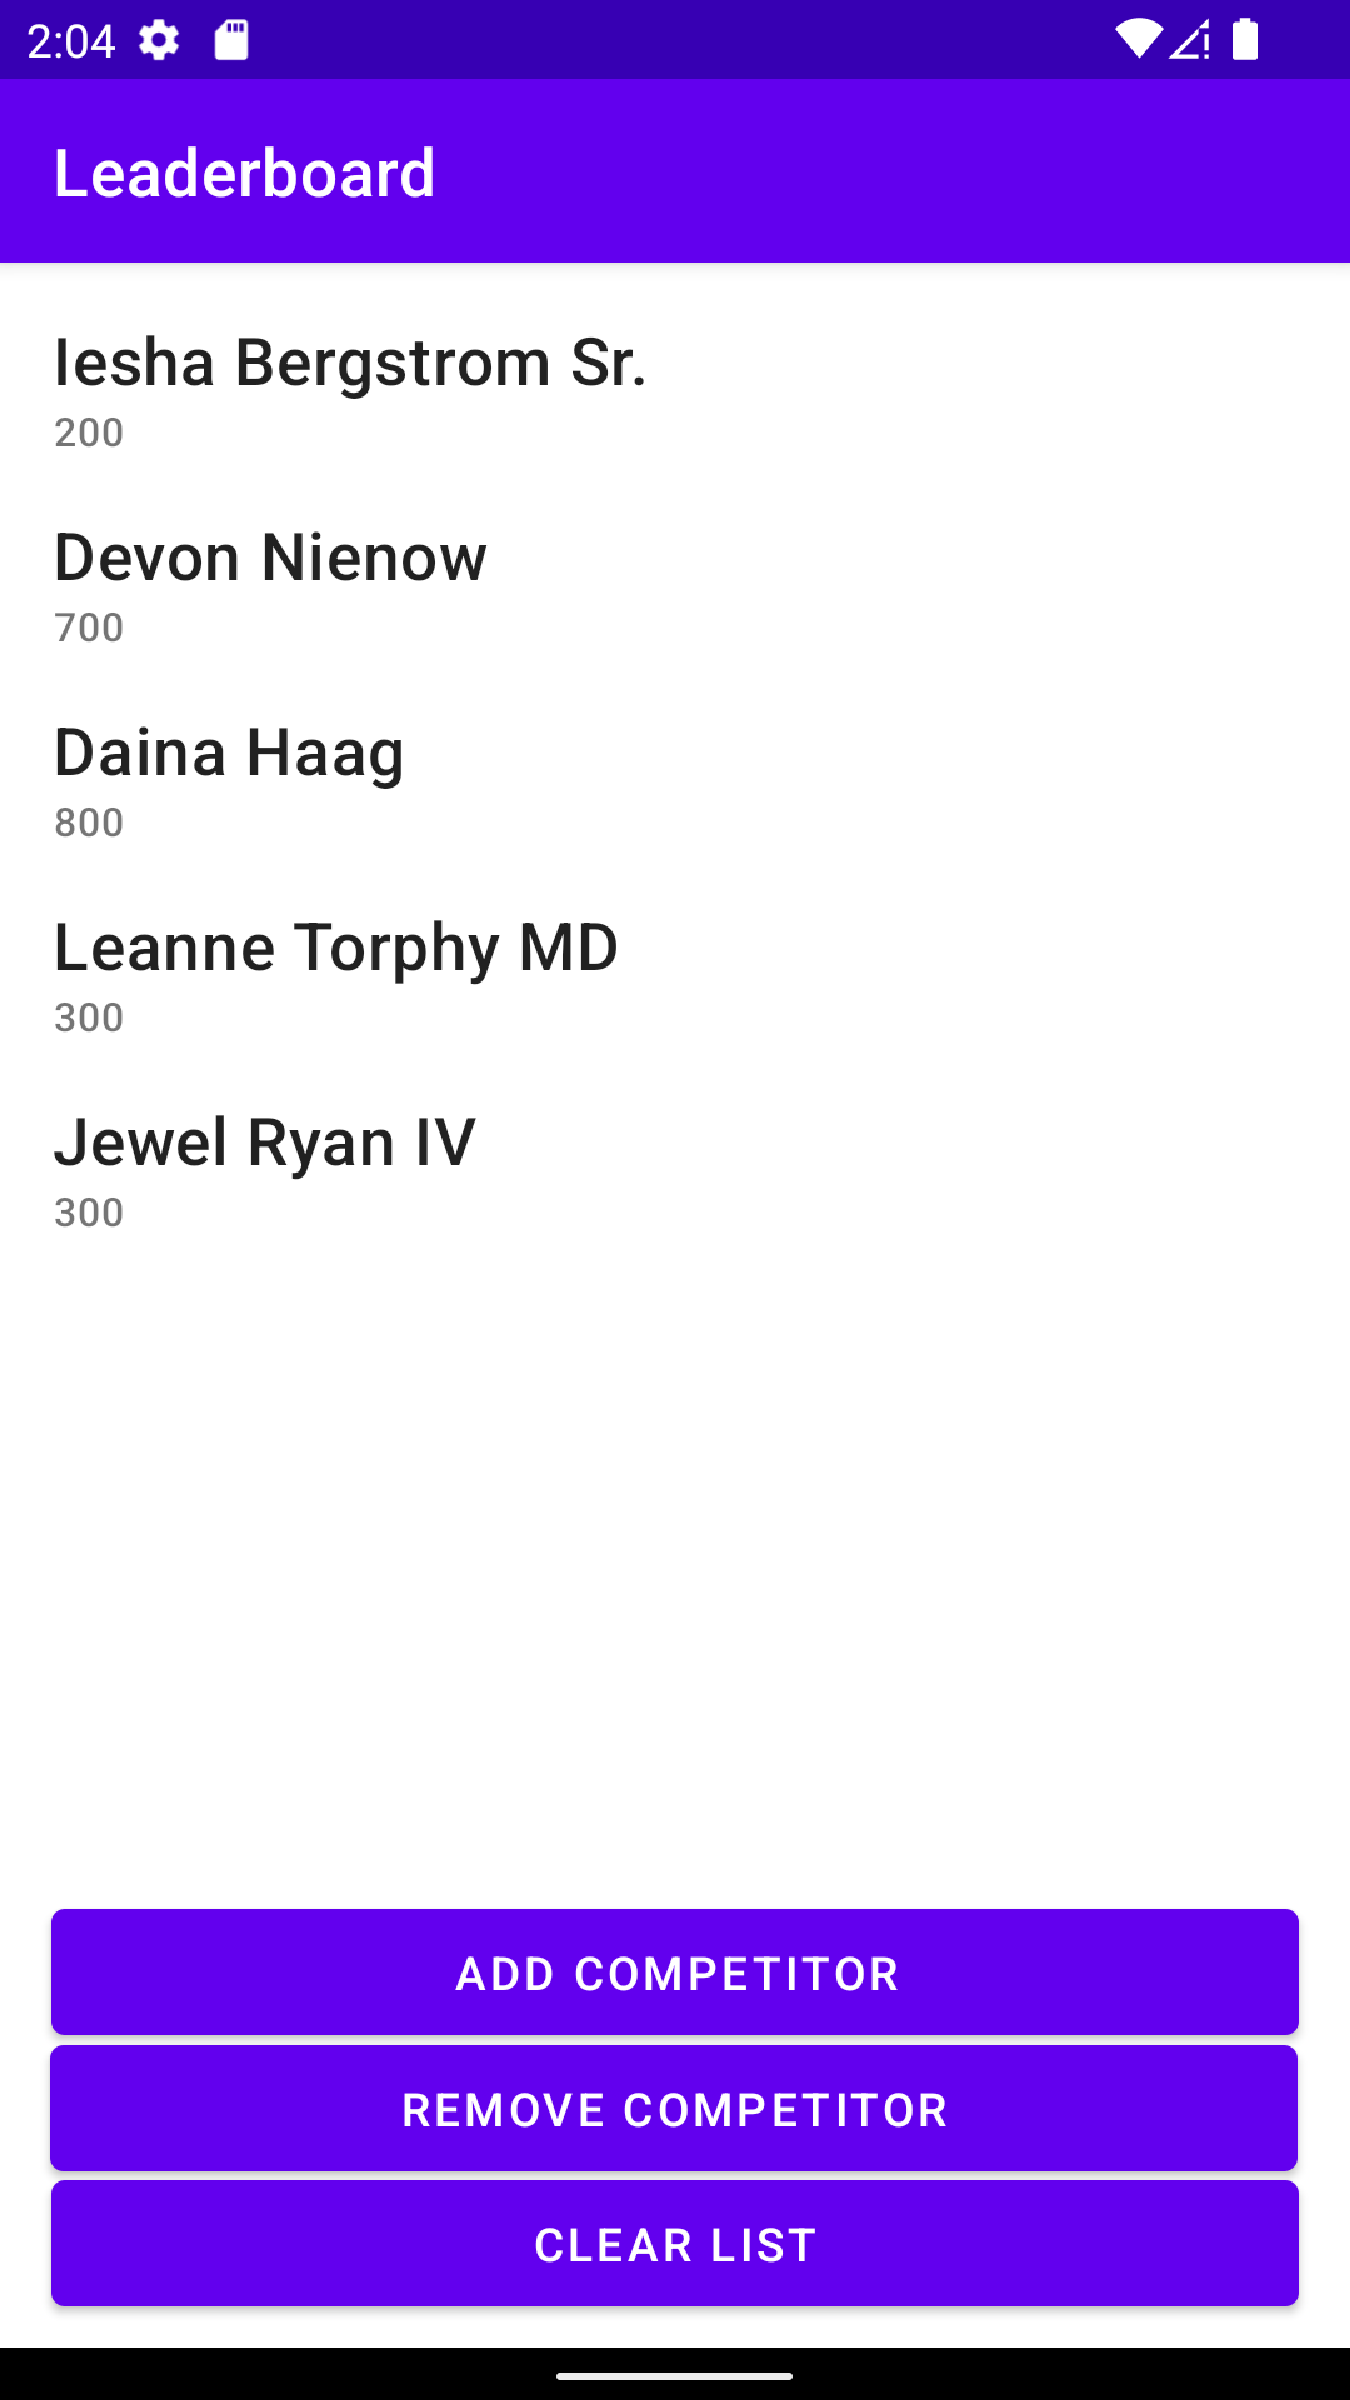 2:04
Leaderboard
Iesha Bergstrom Sr.
200
Devon Nienow
700
Daina Haag
800
Leanne Torphy MD
300
Jewel Ryan IV
300
ADD COMPETITOR
REMOVE COMPETITOR
CLEAR LIST